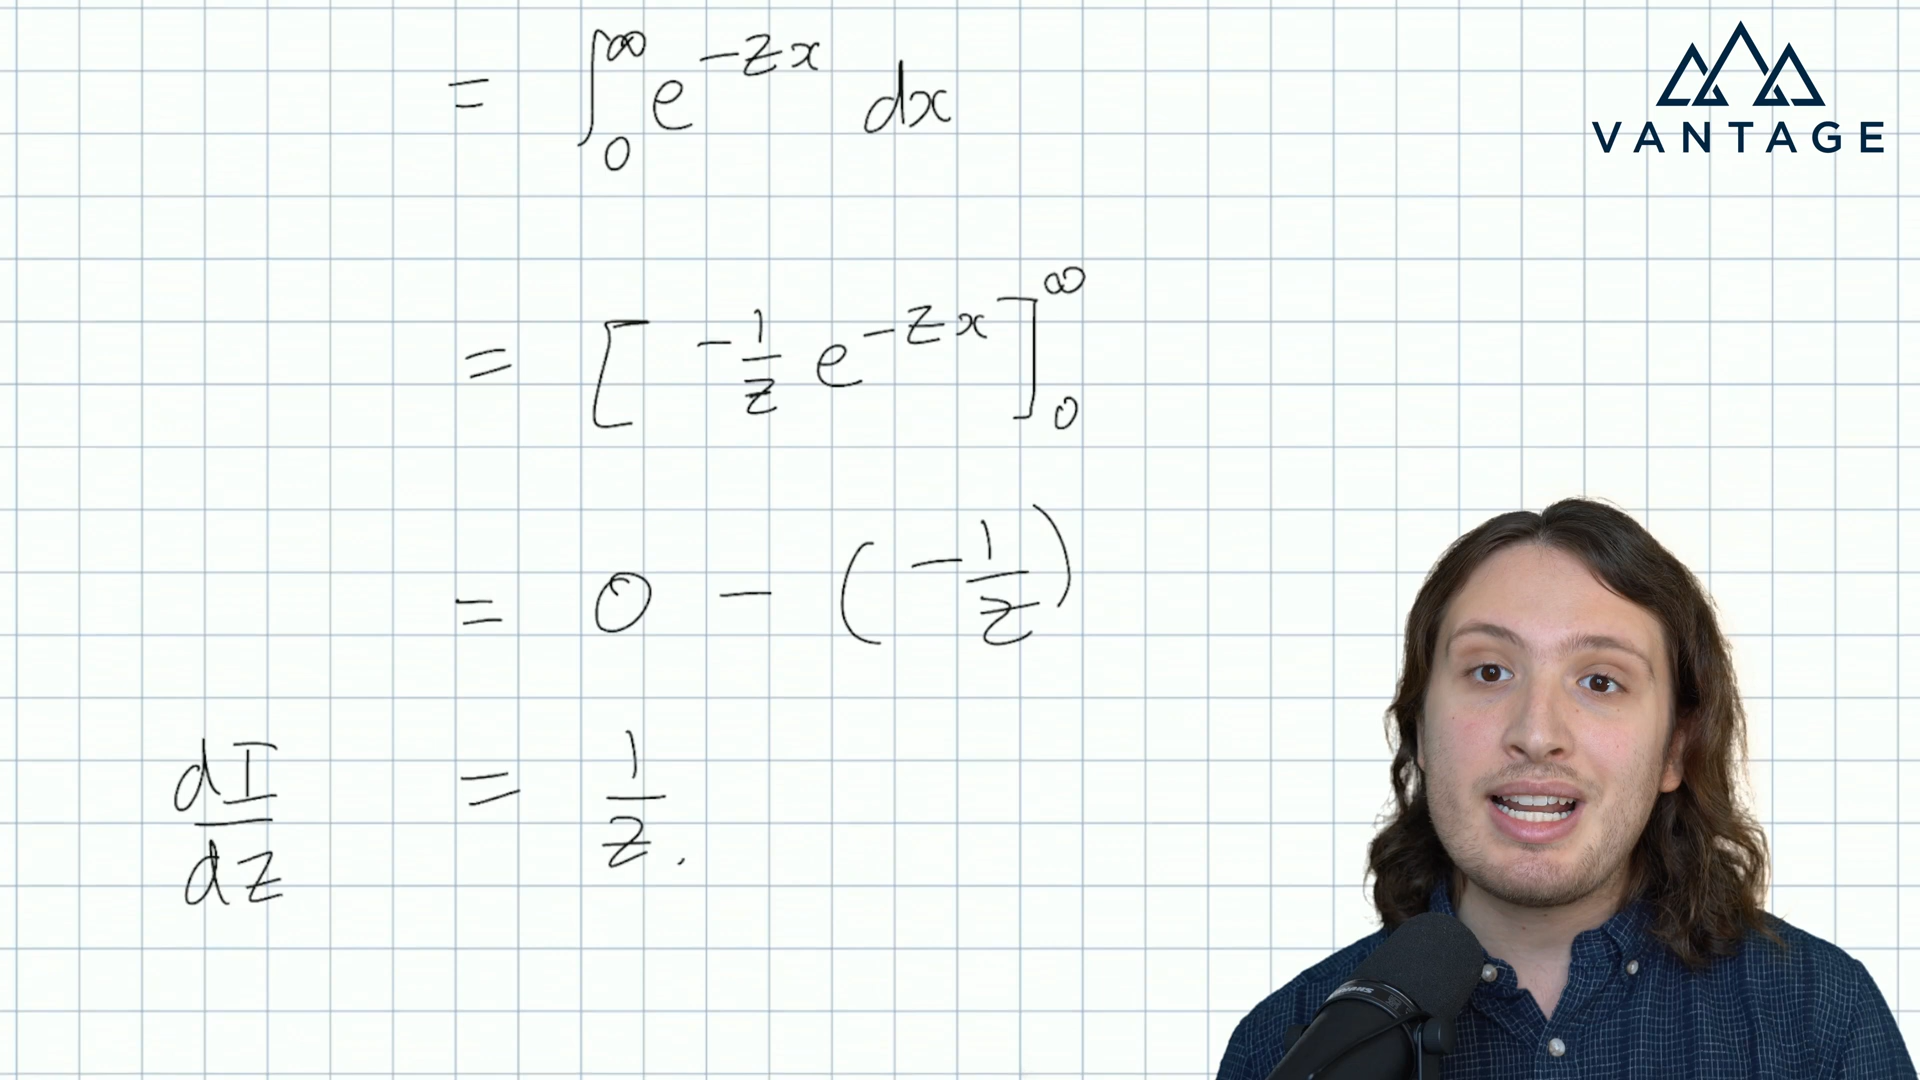 = ∫₀^∞ e^{-zx} dx
VANTAGE
= [ -1/z e^{-zx} ]₀^∞
= 0 - ( -1/z )
dI/dz = 1/z.